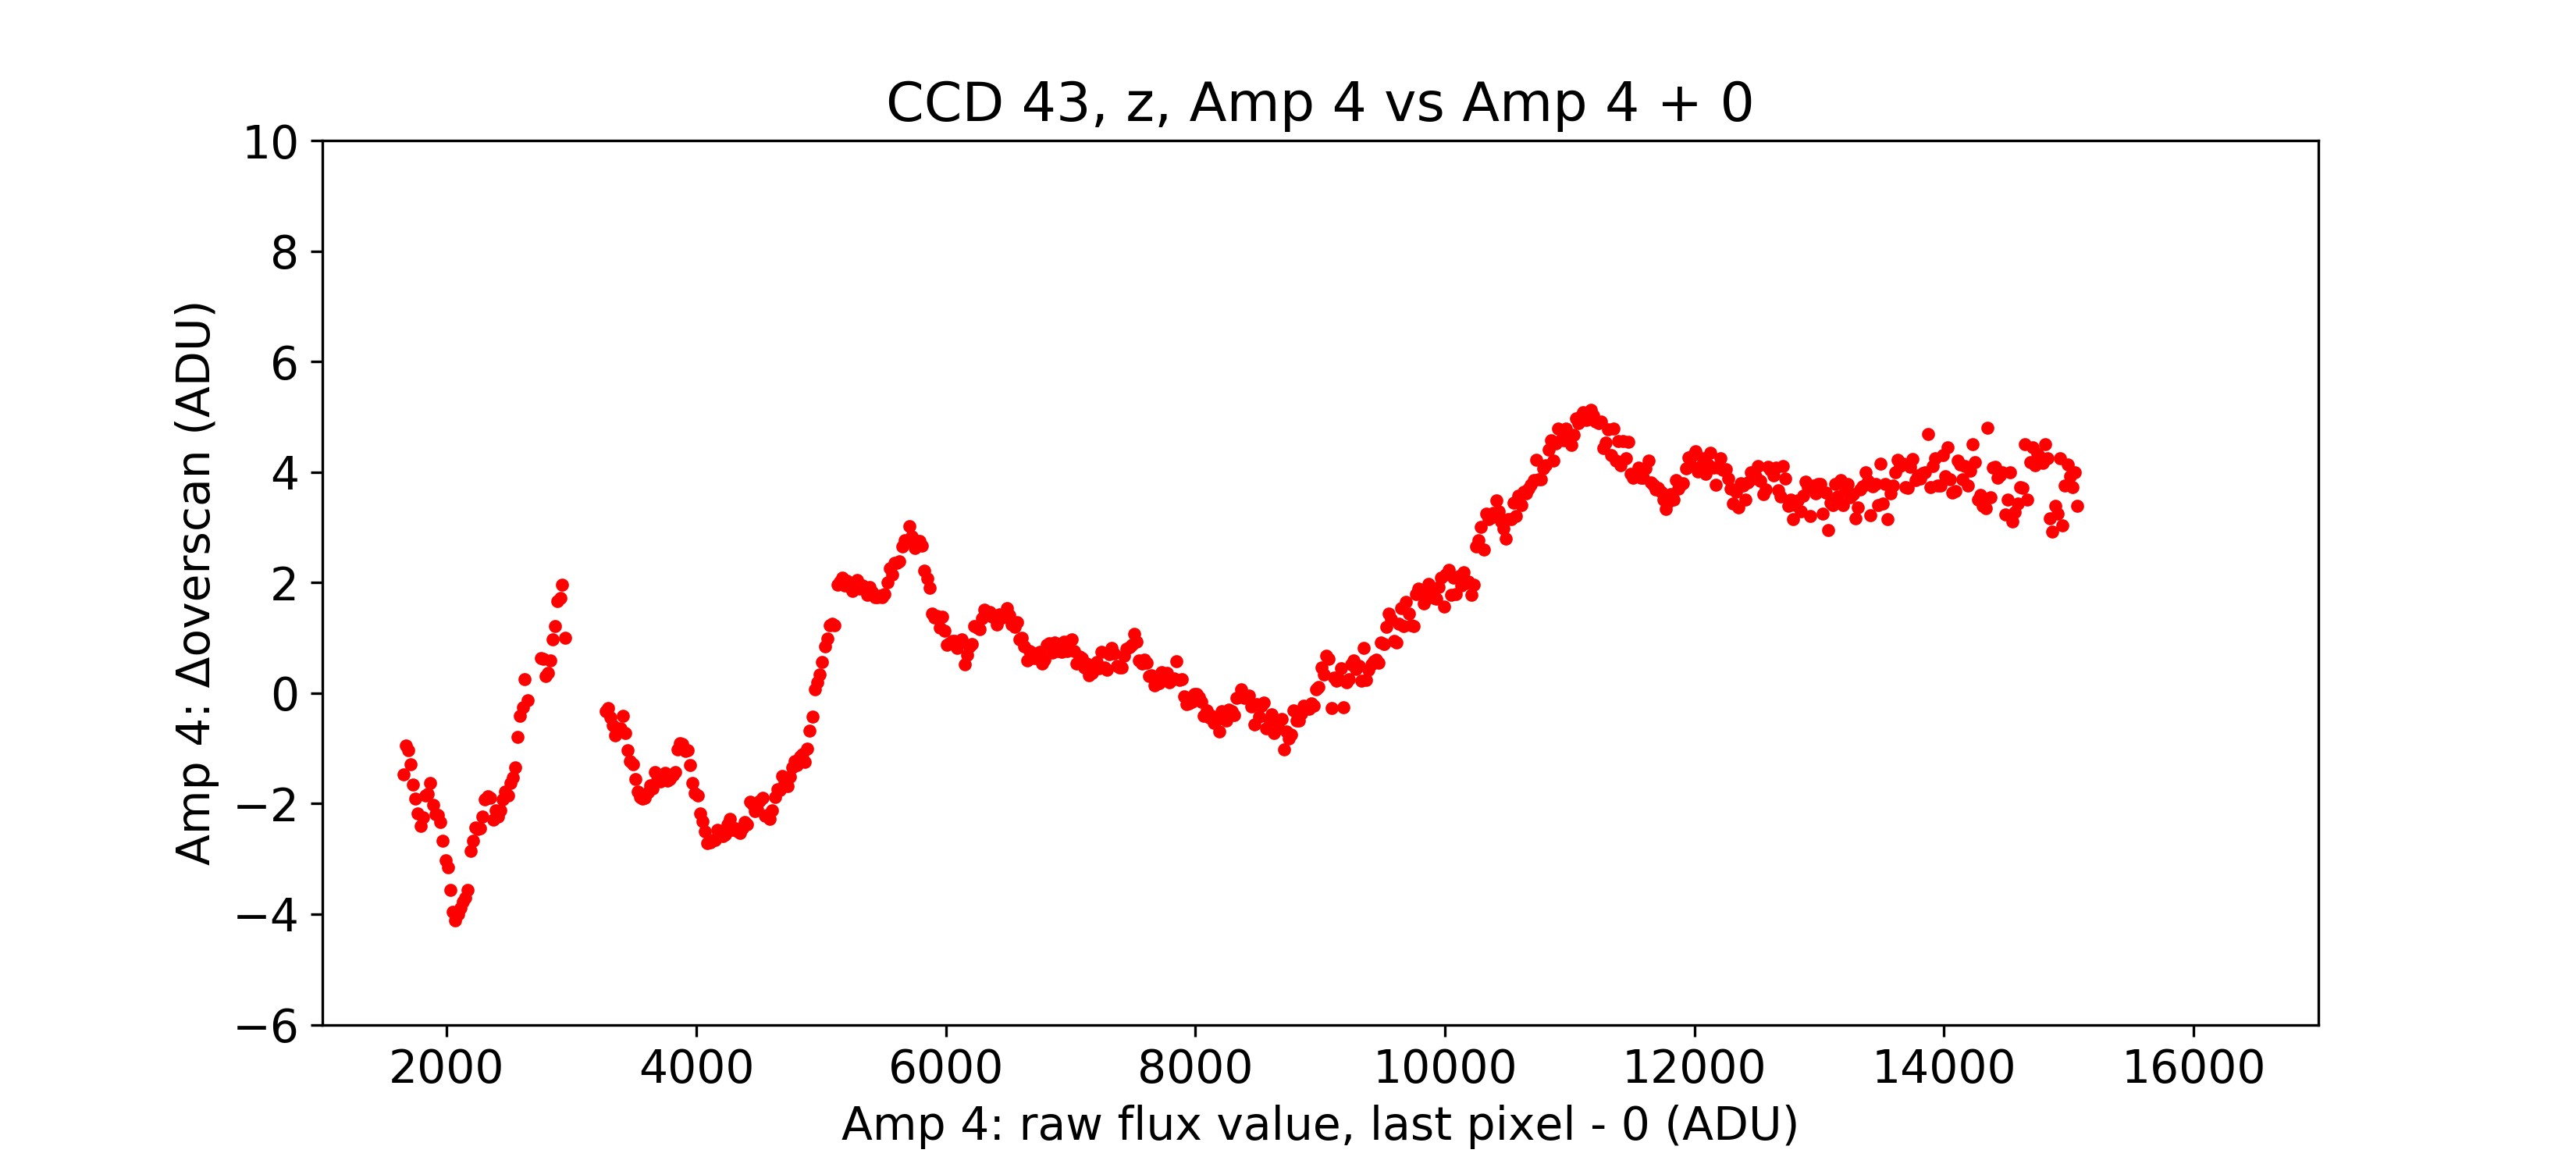 CCD 43, z, Amp 4 vs Amp 4 + 0
10
8
6
4
2
0
−2
−4
−6
Amp 4: Δoverscan (ADU)
2000 4000 6000 8000 10000 12000 14000 16000
Amp 4: raw flux value, last pixel - 0 (ADU)